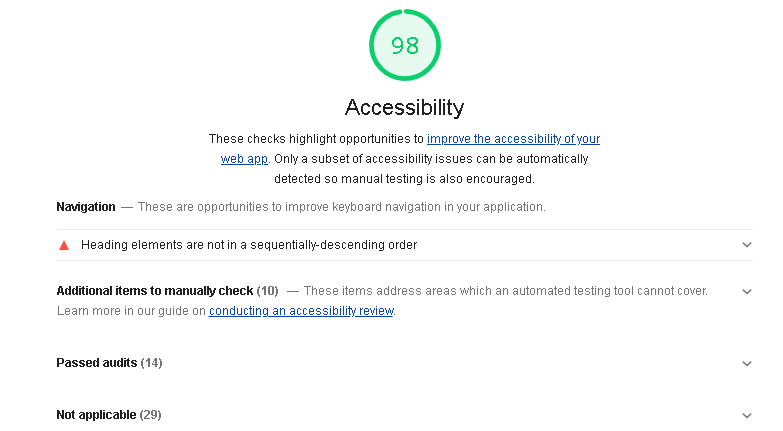 98
Accessibility
These checks highlight opportunities to improve the accessibility of your
web app. Only a subset of accessibility issues can be automatically
detected so manual testing is also encouraged.
Navigation — These are opportunities to improve keyboard navigation in your application.
Heading elements are not in a sequentially-descending order
Additional items to manually check (10) — These items address areas which an automated testing tool cannot cover.
Learn more in our guide on conducting an accessibility review.
Passed audits (14)
Not applicable (29)